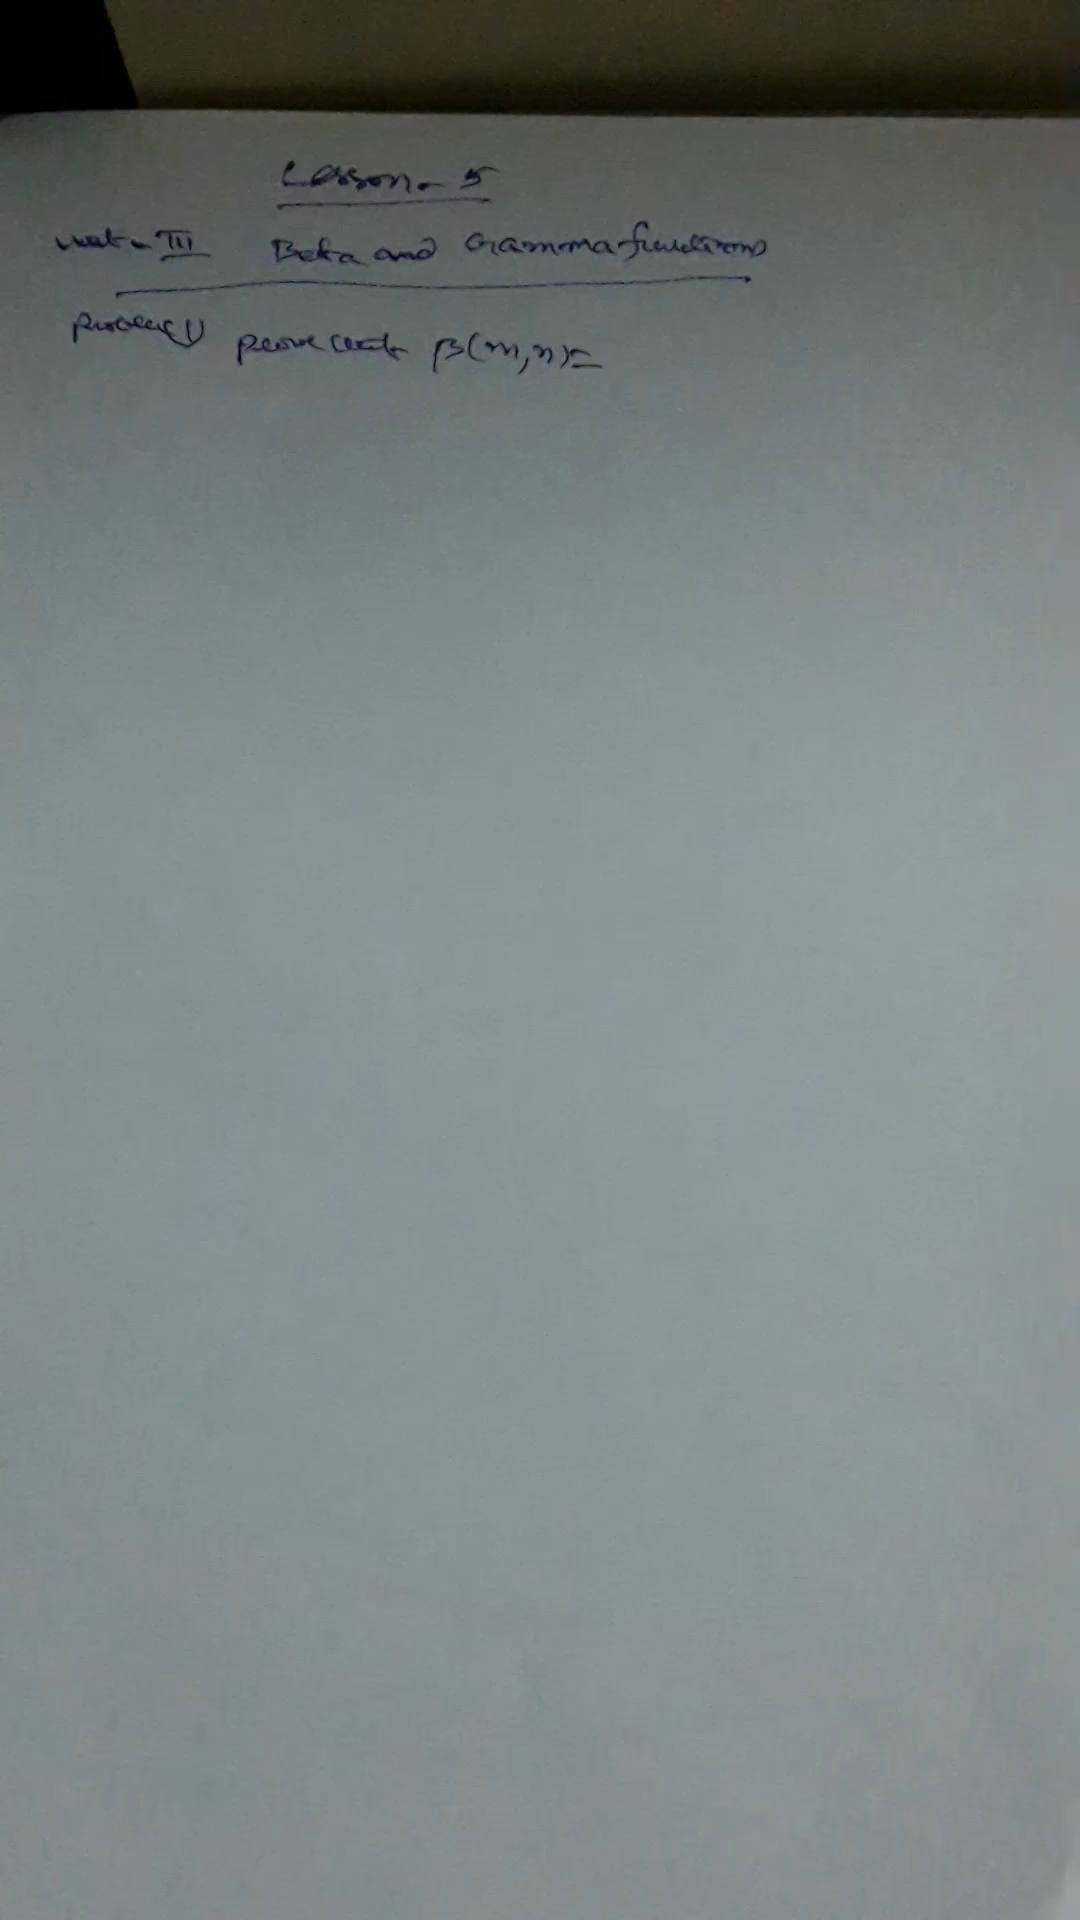 Lesson - 5
Unit - III Beta and Gamma functions
Problem 1) Prove that β(m,n)=